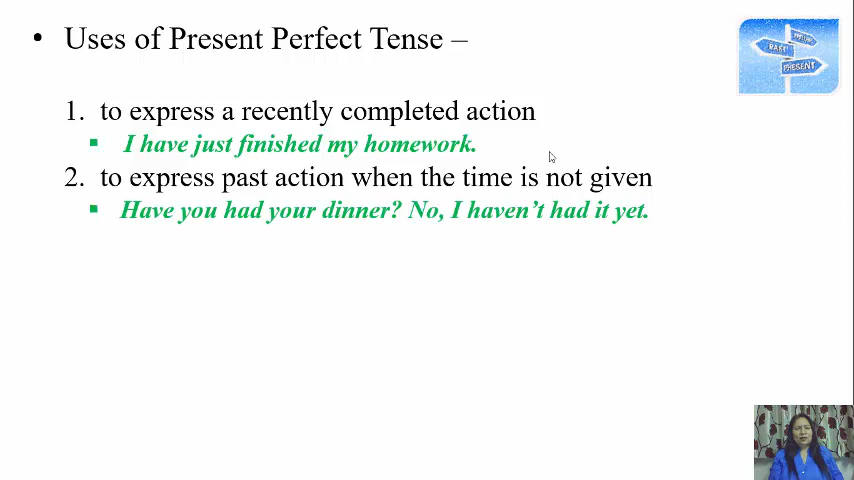 • Uses of Present Perfect Tense –
PAST
FUTURE
PRESENT
1. to express a recently completed action
▪ I have just finished my homework.
2. to express past action when the time is not given
▪ Have you had your dinner? No, I haven't had it yet.